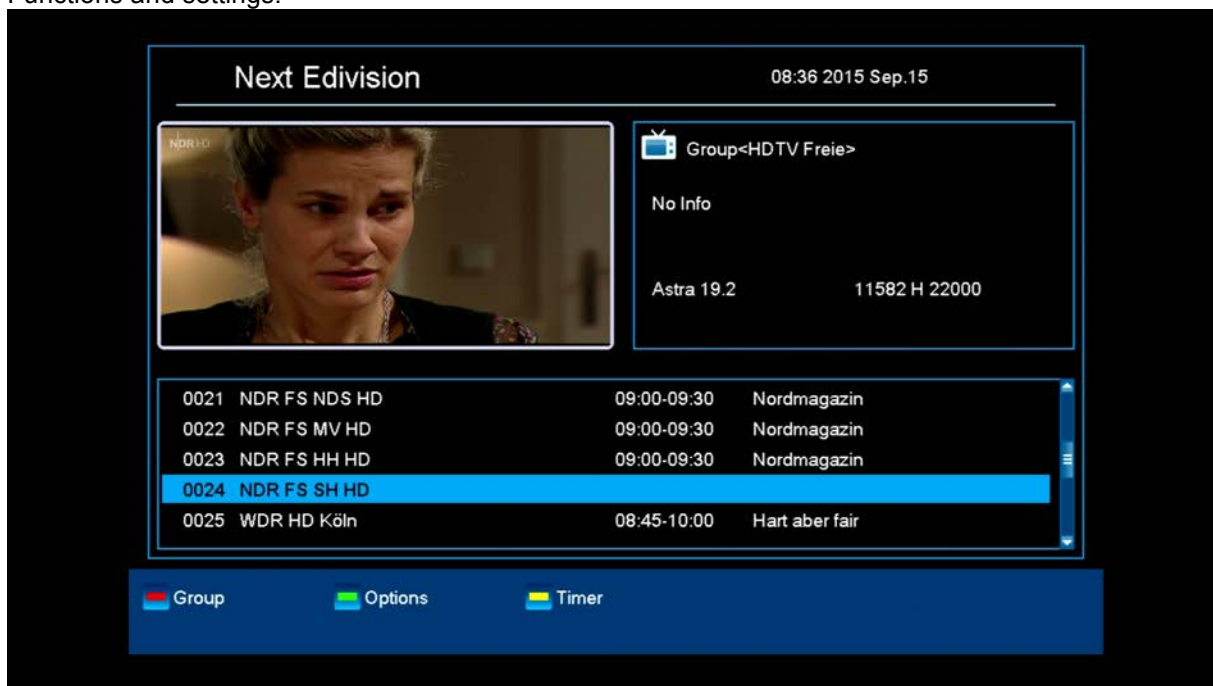 Functions and settings.
Next Edivision 08:36 2015 Sep.15
NDR HD
Group<HDTV Freie>
No Info
Astra 19.2 11582 H 22000
0021 NDR FS NDS HD 09:00-09:30 Nordmagazin
0022 NDR FS MV HD 09:00-09:30 Nordmagazin
0023 NDR FS HH HD 09:00-09:30 Nordmagazin
0024 NDR FS SH HD
0025 WDR HD Köln 08:45-10:00 Hart aber fair
Group Options Timer